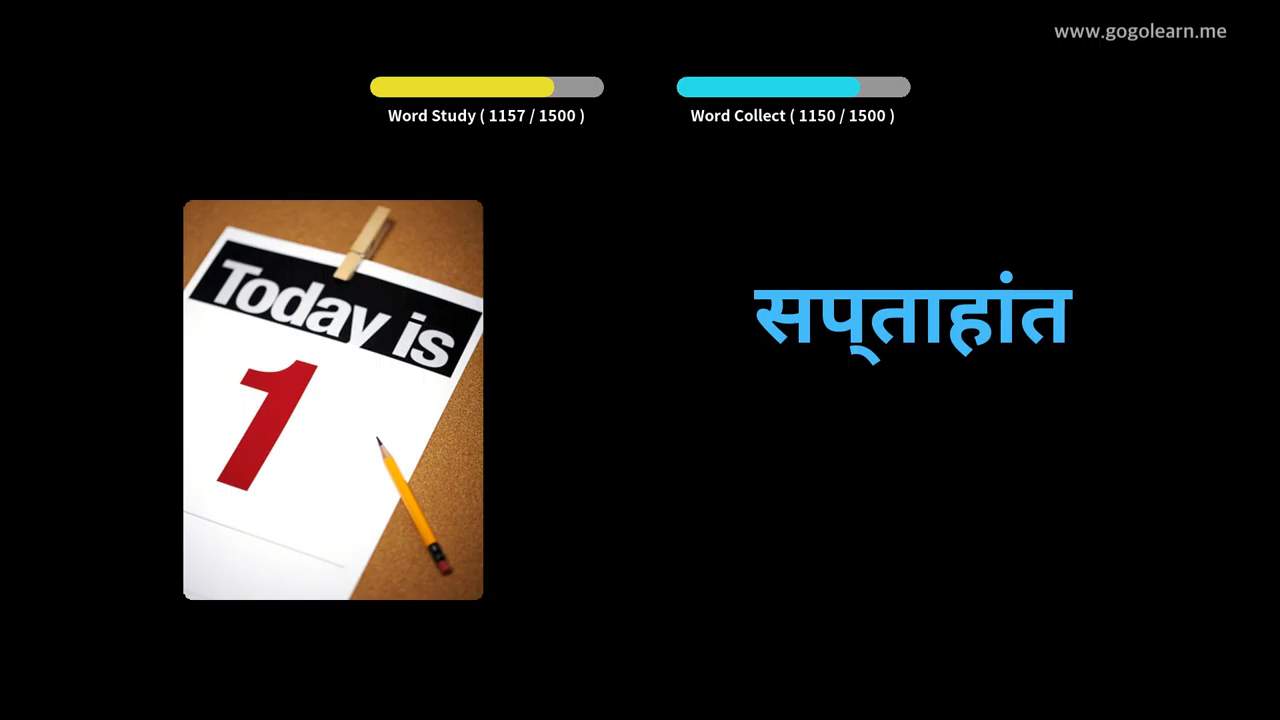 www.gogolearn.me
Word Study ( 1157 / 1500 )
Word Collect ( 1150 / 1500 )
Today is
1
सप्ताहांत